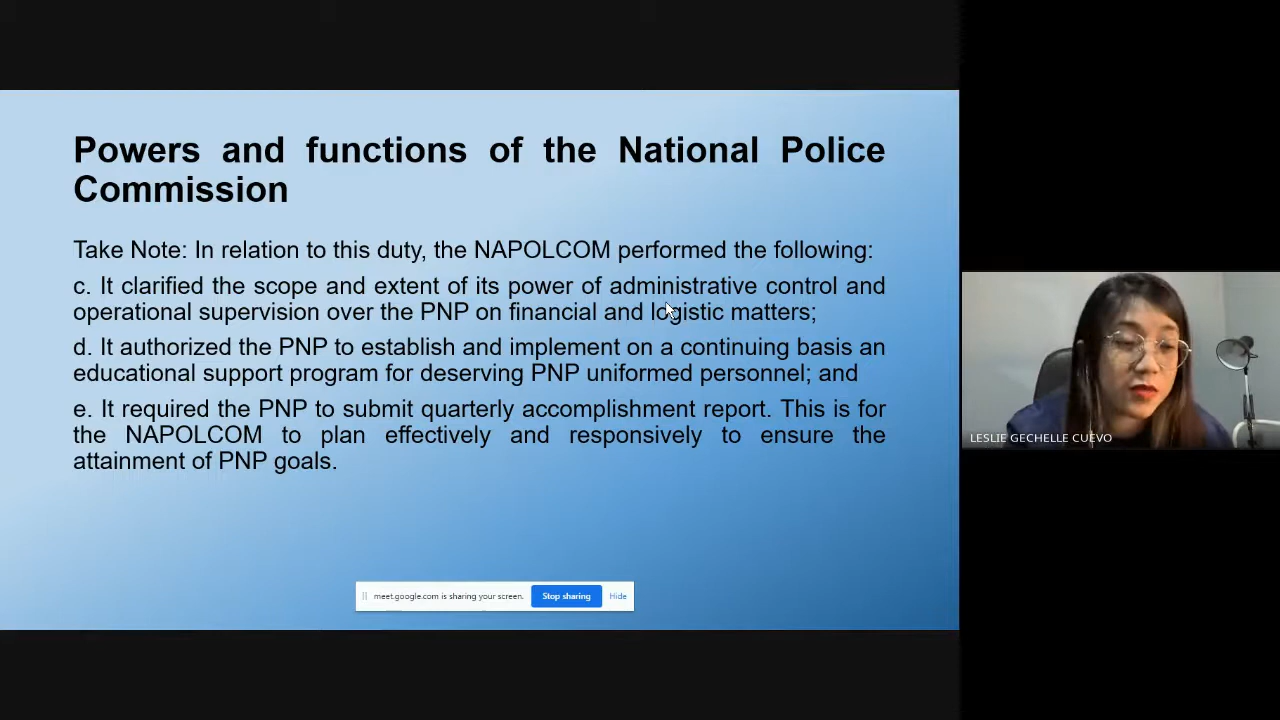 Powers and functions of the National Police
Commission
Take Note: In relation to this duty, the NAPOLCOM performed the following:
c. It clarified the scope and extent of its power of administrative control and
operational supervision over the PNP on financial and logistic matters;
d. It authorized the PNP to establish and implement on a continuing basis an
educational support program for deserving PNP uniformed personnel; and
e. It required the PNP to submit quarterly accomplishment report. This is for
the NAPOLCOM to plan effectively and responsively to ensure the
attainment of PNP goals.
LESLIE GECHELLE CUEVO
meet.google.com is sharing your screen. Stop sharing Hide